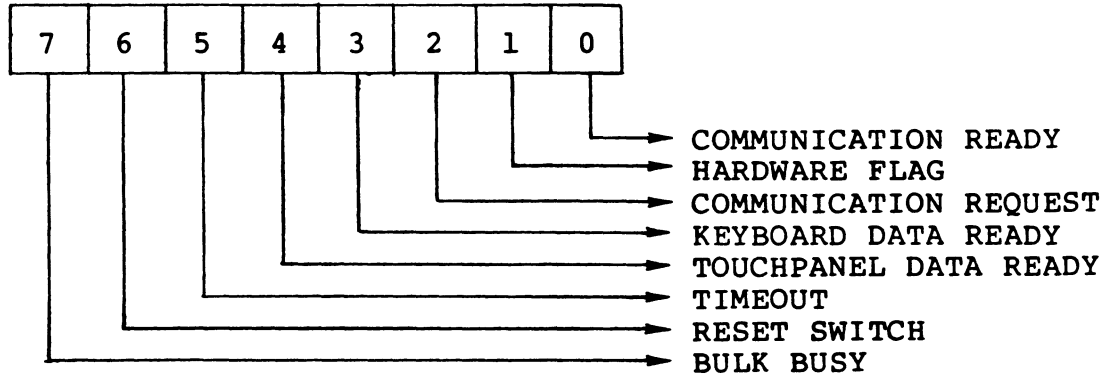 7 6 5 4 3 2 1 0
COMMUNICATION READY
HARDWARE FLAG
COMMUNICATION REQUEST
KEYBOARD DATA READY
TOUCHPANEL DATA READY
TIMEOUT
RESET SWITCH
BULK BUSY